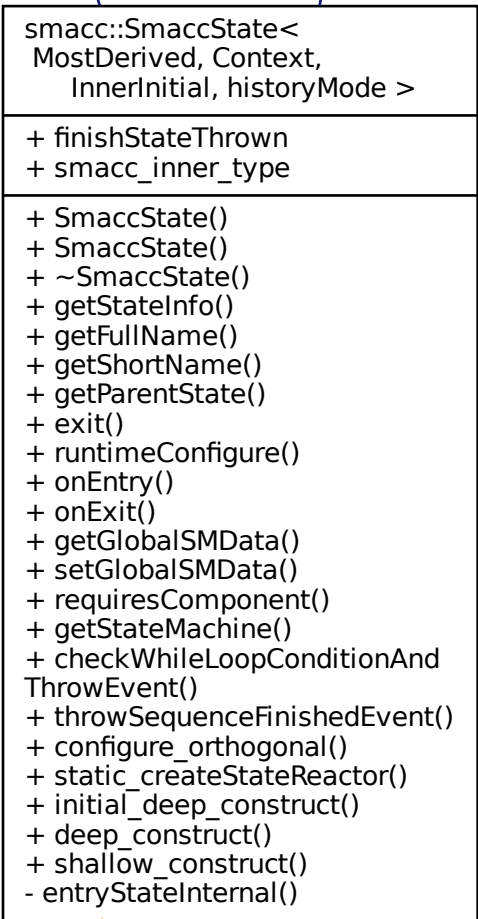 smacc::SmaccState<
MostDerived, Context,
InnerInitial, historyMode >
+ finishStateThrown
+ smacc_inner_type
+ SmaccState()
+ SmaccState()
+ ~SmaccState()
+ getStateInfo()
+ getFullName()
+ getShortName()
+ getParentState()
+ exit()
+ runtimeConfigure()
+ onEntry()
+ onExit()
+ getGlobalSMData()
+ setGlobalSMData()
+ requiresComponent()
+ getStateMachine()
+ checkWhileLoopConditionAnd
ThrowEvent()
+ throwSequenceFinishedEvent()
+ configure_orthogonal()
+ static_createStateReactor()
+ initial_deep_construct()
+ deep_construct()
+ shallow_construct()
- entryStateInternal()